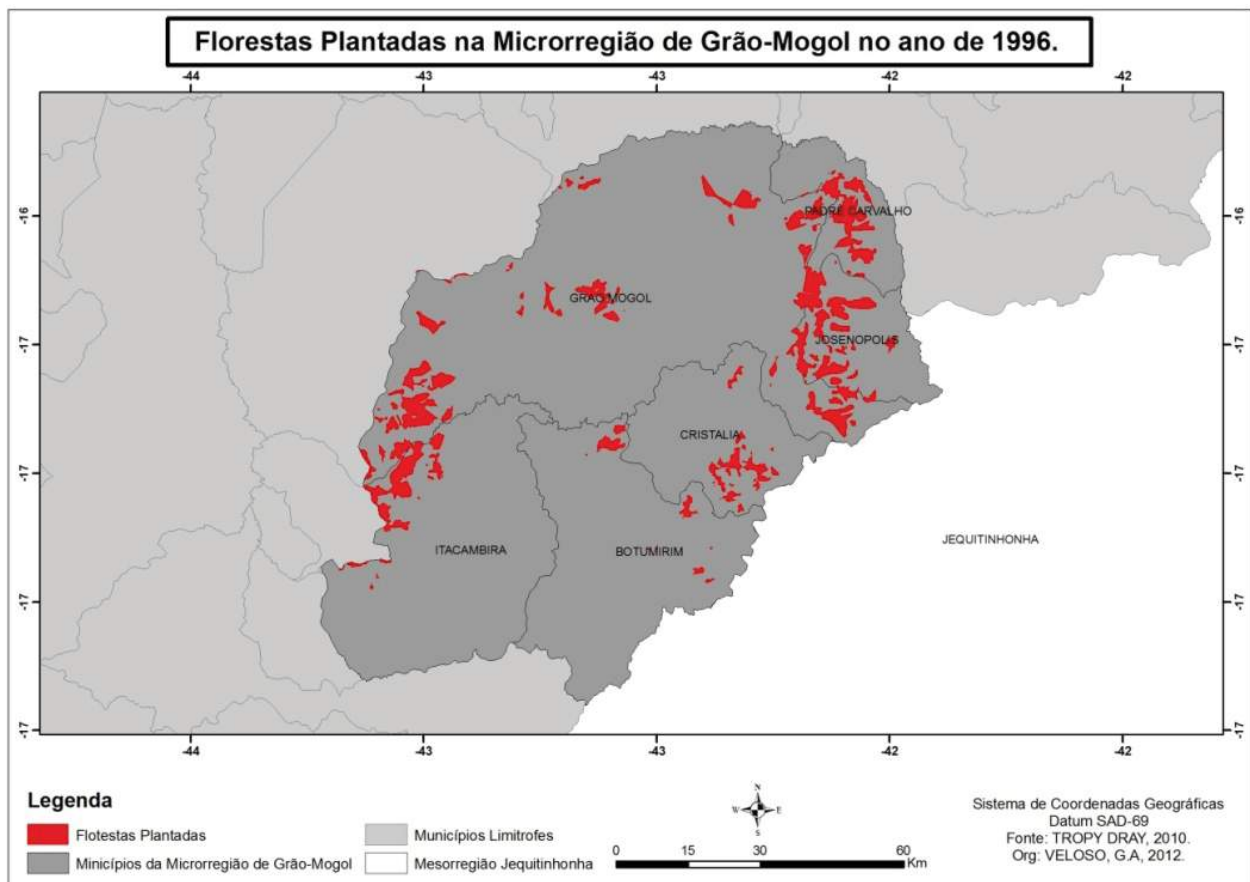 Florestas Plantadas na Microrregião de Grão-Mogol no ano de 1996.
-44 -43 -43 -42 -42
-16 -16
PADRE CARVALHO
GRÃO MOGOL
-17 JOSENOPOLIS -17
CRISTALIA
-17 -17
ITACAMBIRA BOTUMIRIM JEQUITINHONHA
-17 -17
-17 -17
-44 -43 -43 -42 -42
Legenda
Flotestas Plantadas
Minicípios da Microrregião de Grão-Mogol
Municípios Limitrofes
Mesorregião Jequitinhonha
N
W E
S
0 15 30 60
Km
Sistema de Coordenadas Geográficas
Datum SAD-69
Fonte: TROPY DRAY, 2010.
Org: VELOSO, G.A, 2012.